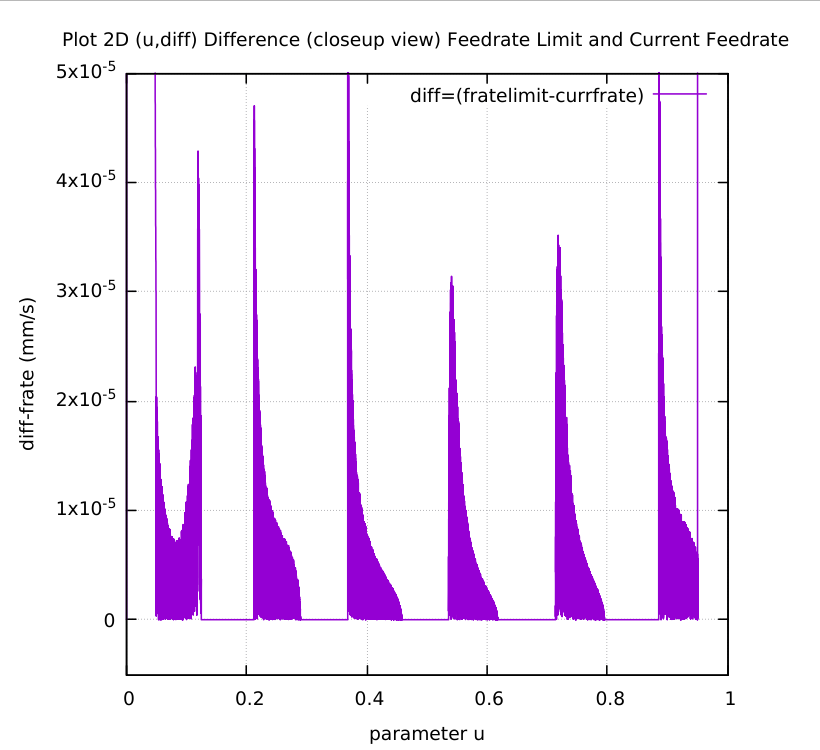 Plot 2D (u,diff) Difference (closeup view) Feedrate Limit and Current Feedrate
5x10⁻⁵
diff=(fratelimit-currfrate)
4x10⁻⁵
3x10⁻⁵
2x10⁻⁵
1x10⁻⁵
0
diff-frate (mm/s)
0 0.2 0.4 0.6 0.8 1
parameter u